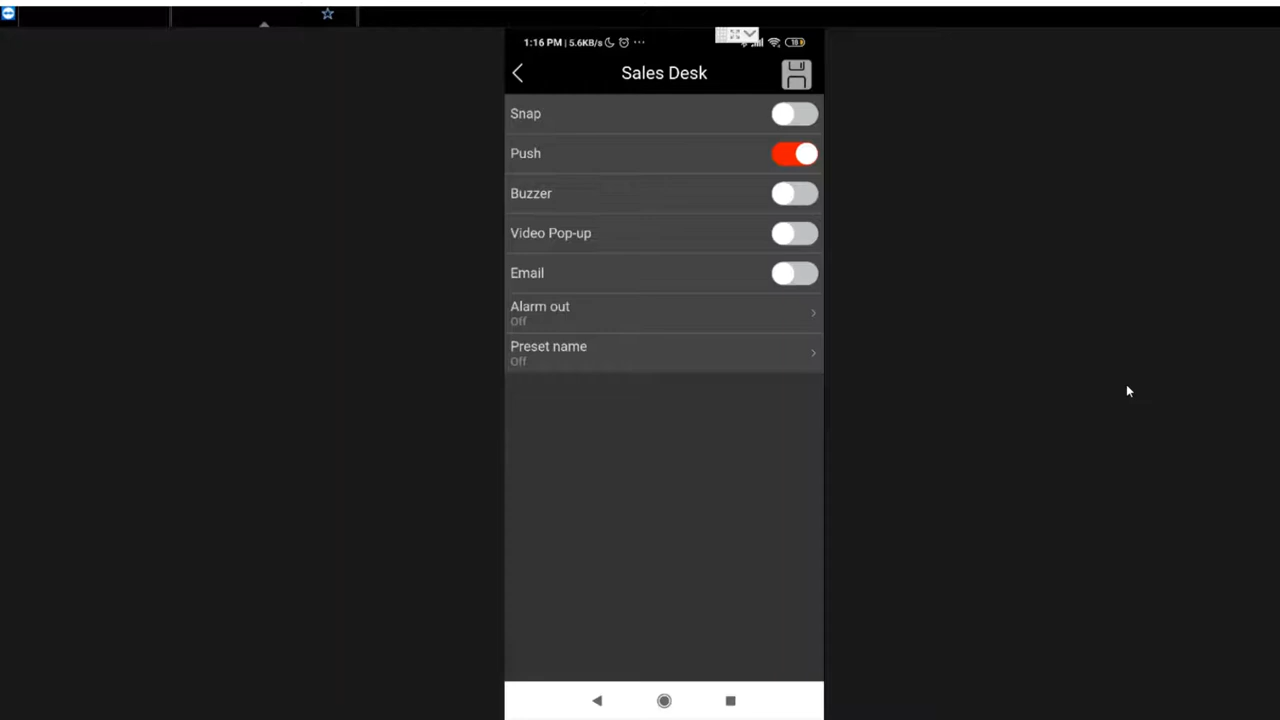 1:16 PM | 5.6KB/s ... 18
Sales Desk
Snap
Push
Buzzer
Video Pop-up
Email
Alarm out
Off
Preset name
Off